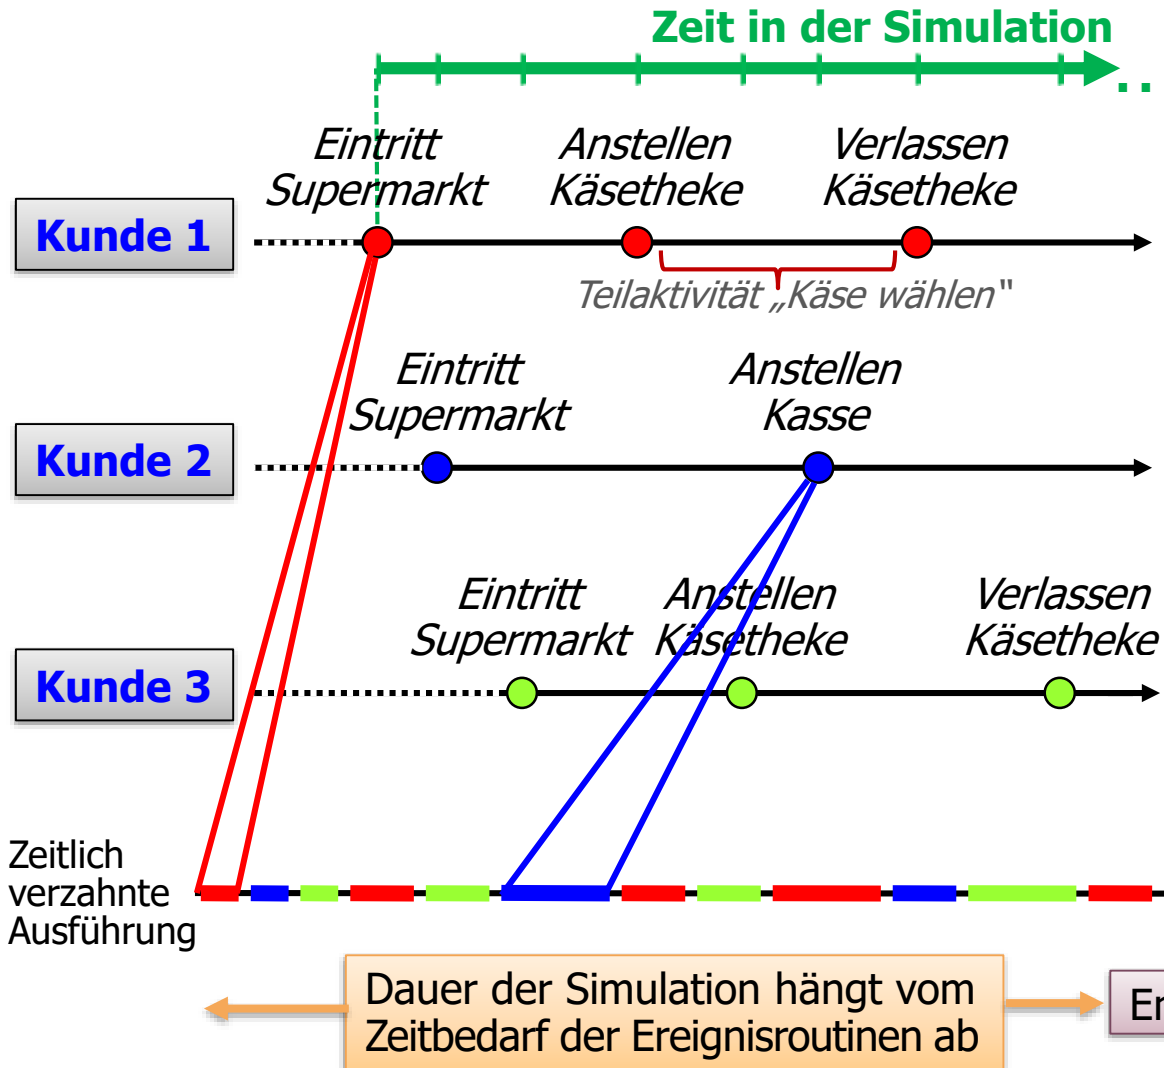 Zeit in der Simulation
..
Eintritt
Supermarkt
Anstellen
Käsetheke
Verlassen
Käsetheke
Kunde 1
Teilaktivität „Käse wählen"
Eintritt
Supermarkt
Anstellen
Kasse
Kunde 2
Eintritt
Supermarkt
Anstellen
Käsetheke
Verlassen
Käsetheke
Kunde 3
Zeitlich
verzahnte
Ausführung
Dauer der Simulation hängt vom
Zeitbedarf der Ereignisroutinen ab